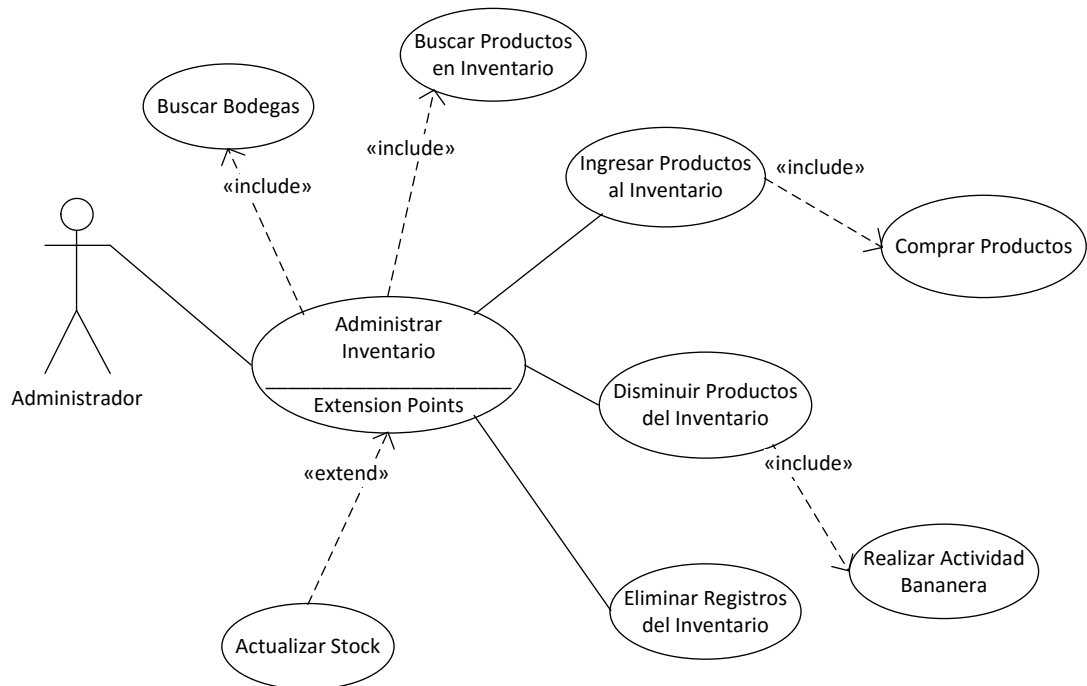 Buscar Productos
en Inventario
Buscar Bodegas
«include»
«include»
Ingresar Productos
al Inventario
«include»
Comprar Productos
Administrador
Administrar
Inventario
Extension Points
Disminuir Productos
del Inventario
«include»
«extend»
Realizar Actividad
Bananera
Eliminar Registros
del Inventario
Actualizar Stock